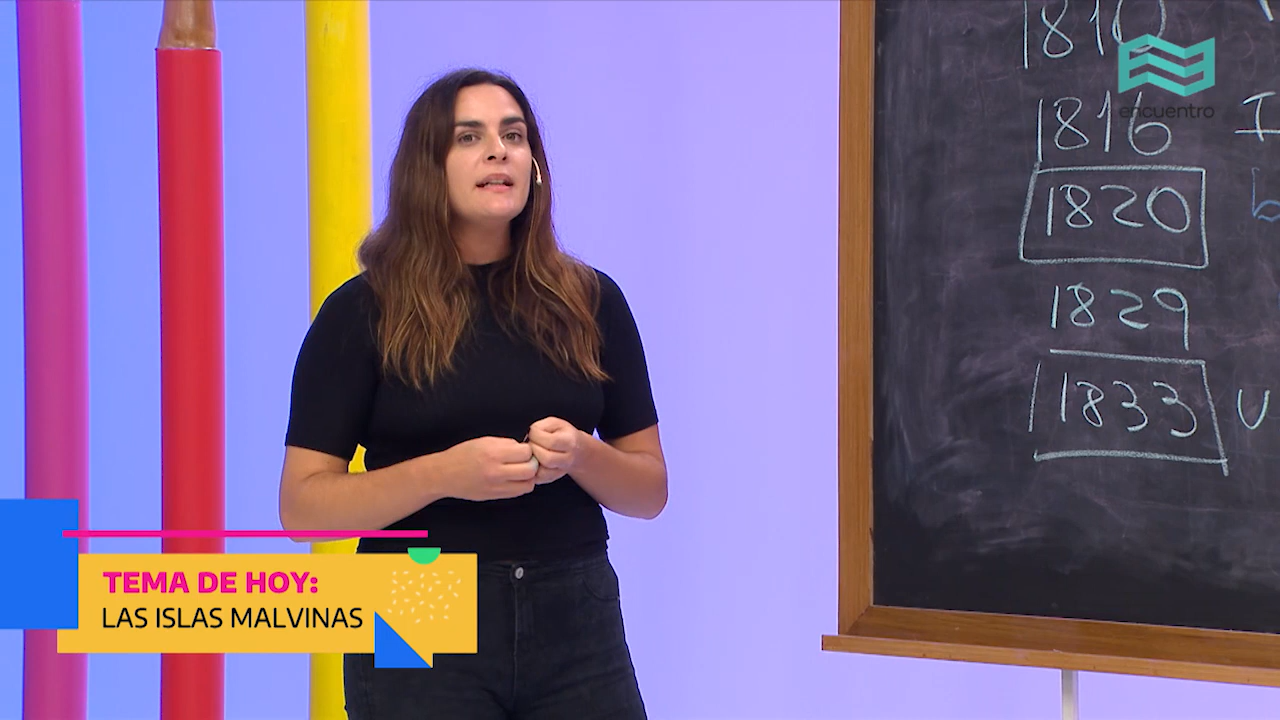 1810
encuentro
1816 I
1820
1829
1833 U
TEMA DE HOY:
LAS ISLAS MALVINAS